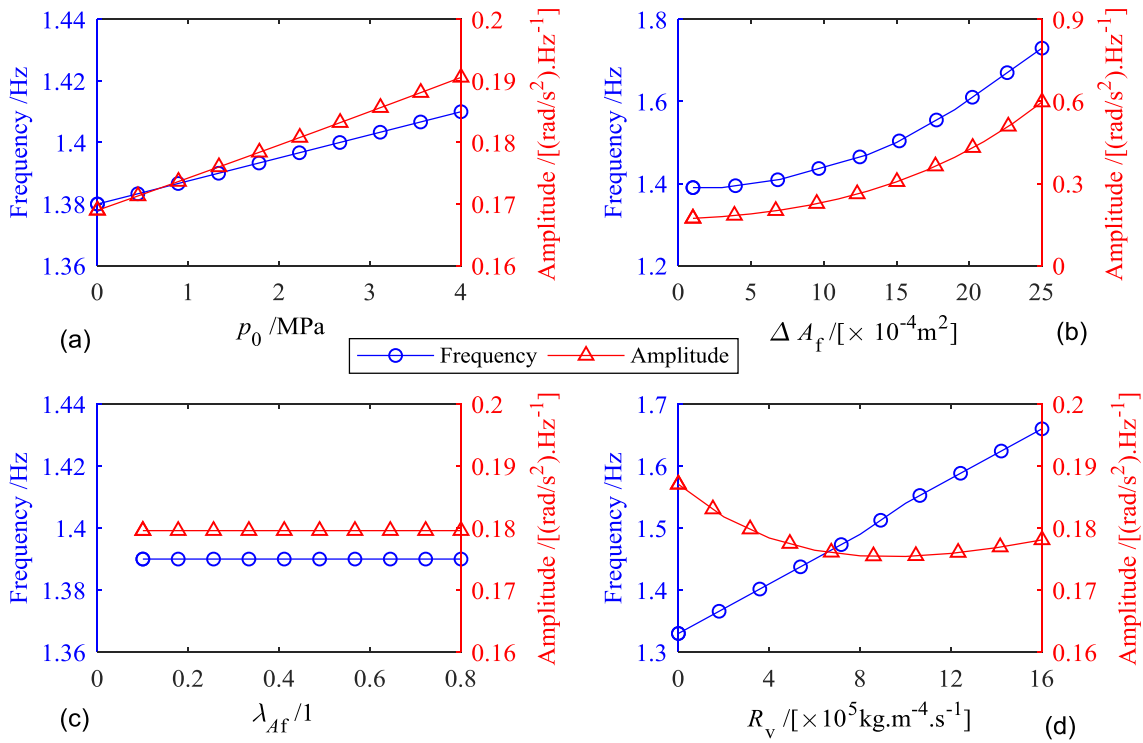 1.44
1.42
1.4
1.38
1.36
Frequency /Hz
0.2
0.19
0.18
0.17
0.16
Amplitude /[(rad/s²).Hz⁻¹]
0 1 2 3 4
p₀ /MPa
(a)
1.8
1.6
1.4
1.2
Frequency /Hz
0.9
0.6
0.3
0
Amplitude /[(rad/s²).Hz⁻¹]
0 5 10 15 20 25
Δ A_f /[× 10⁻⁴m²]
(b)
Frequency Amplitude
1.44
1.42
1.4
1.38
1.36
Frequency /Hz
0.2
0.19
0.18
0.17
0.16
Amplitude /[(rad/s²).Hz⁻¹]
0 0.2 0.4 0.6 0.8
λ_Af /1
(c)
1.7
1.6
1.5
1.4
1.3
Frequency /Hz
0.2
0.19
0.18
0.17
0.16
Amplitude /[(rad/s²).Hz⁻¹]
0 4 8 12 16
R_v /[×10⁵kg.m⁻⁴.s⁻¹]
(d)